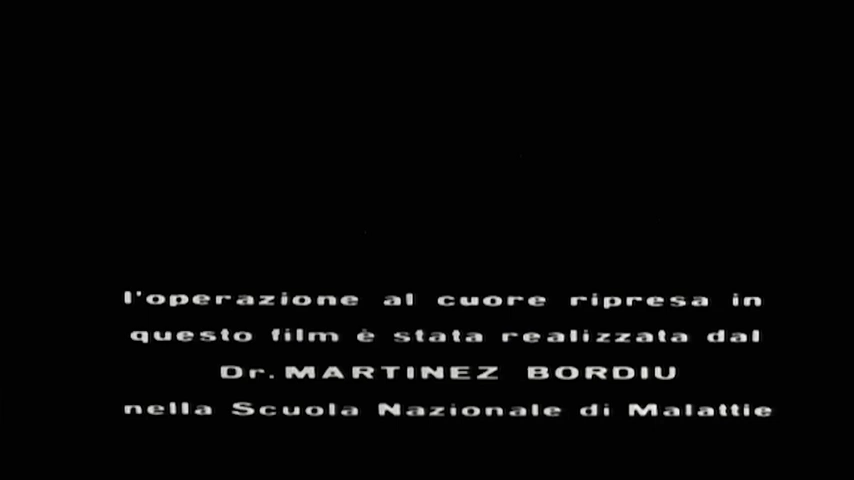 l'operazione al cuore ripresa in
questo film è stata realizzata dal
Dr. MARTINEZ BORDIU
nella Scuola Nazionale di Malattie